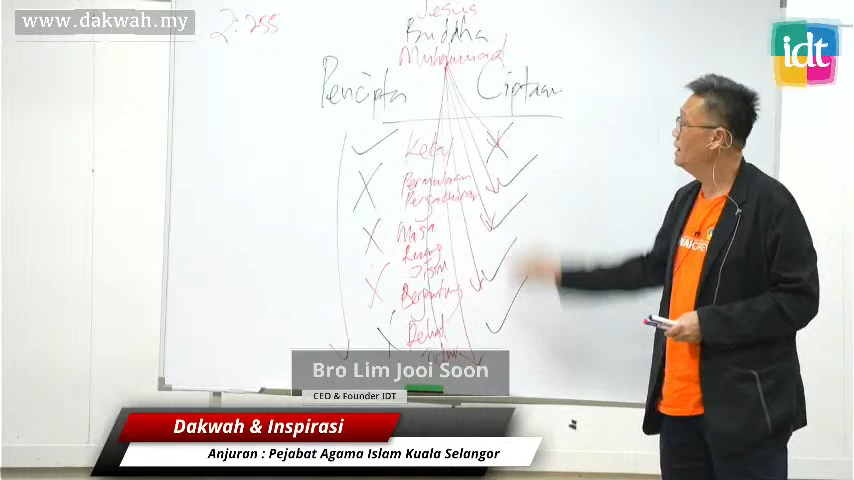 www.dakwah.my
2:255
Jesus
Buddha
Muhammad
idt
Pencipta
Ciptaan
Kekal
Permulaan
Pengakhiran
Masa
Ruang
Jisim
Bergantung
Rehat
Bro Lim Jooi Soon
CEO & Founder IDT
Dakwah & Inspirasi
Anjuran : Pejabat Agama Islam Kuala Selangor